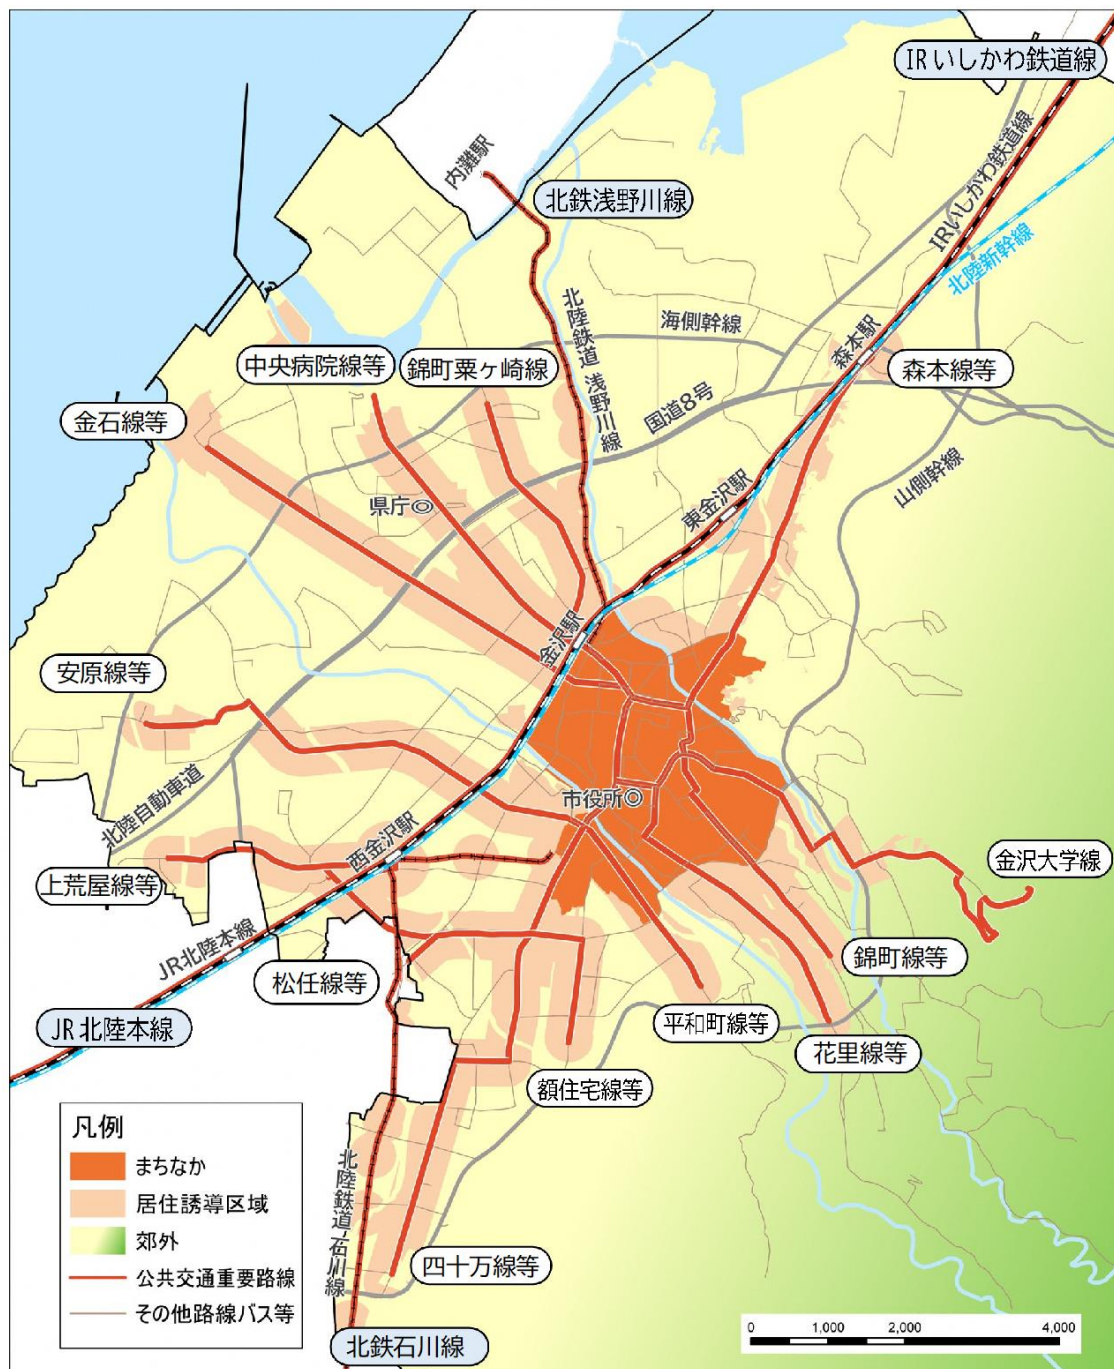 IRいしかわ鉄道線
IRいしかわ鉄道線
内灘駅
北鉄浅野川線
北陸新幹線
北陸鉄道 浅野川線
海側幹線
森本駅
中央病院線等
錦町粟ヶ崎線
森本線等
国道8号
金石線等
山側幹線
県庁◎
東金沢駅
金沢駅
安原線等
北陸自動車道
市役所◎
西金沢駅
上荒屋線等
金沢大学線
JR北陸本線
松任線等
錦町線等
JR北陸本線
平和町線等
花里線等
額住宅線等
凡例
まちなか
居住誘導区域
郊外
公共交通重要路線
その他路線バス等
北陸鉄道 石川線
四十万線等
北鉄石川線
0 1,000 2,000 4,000